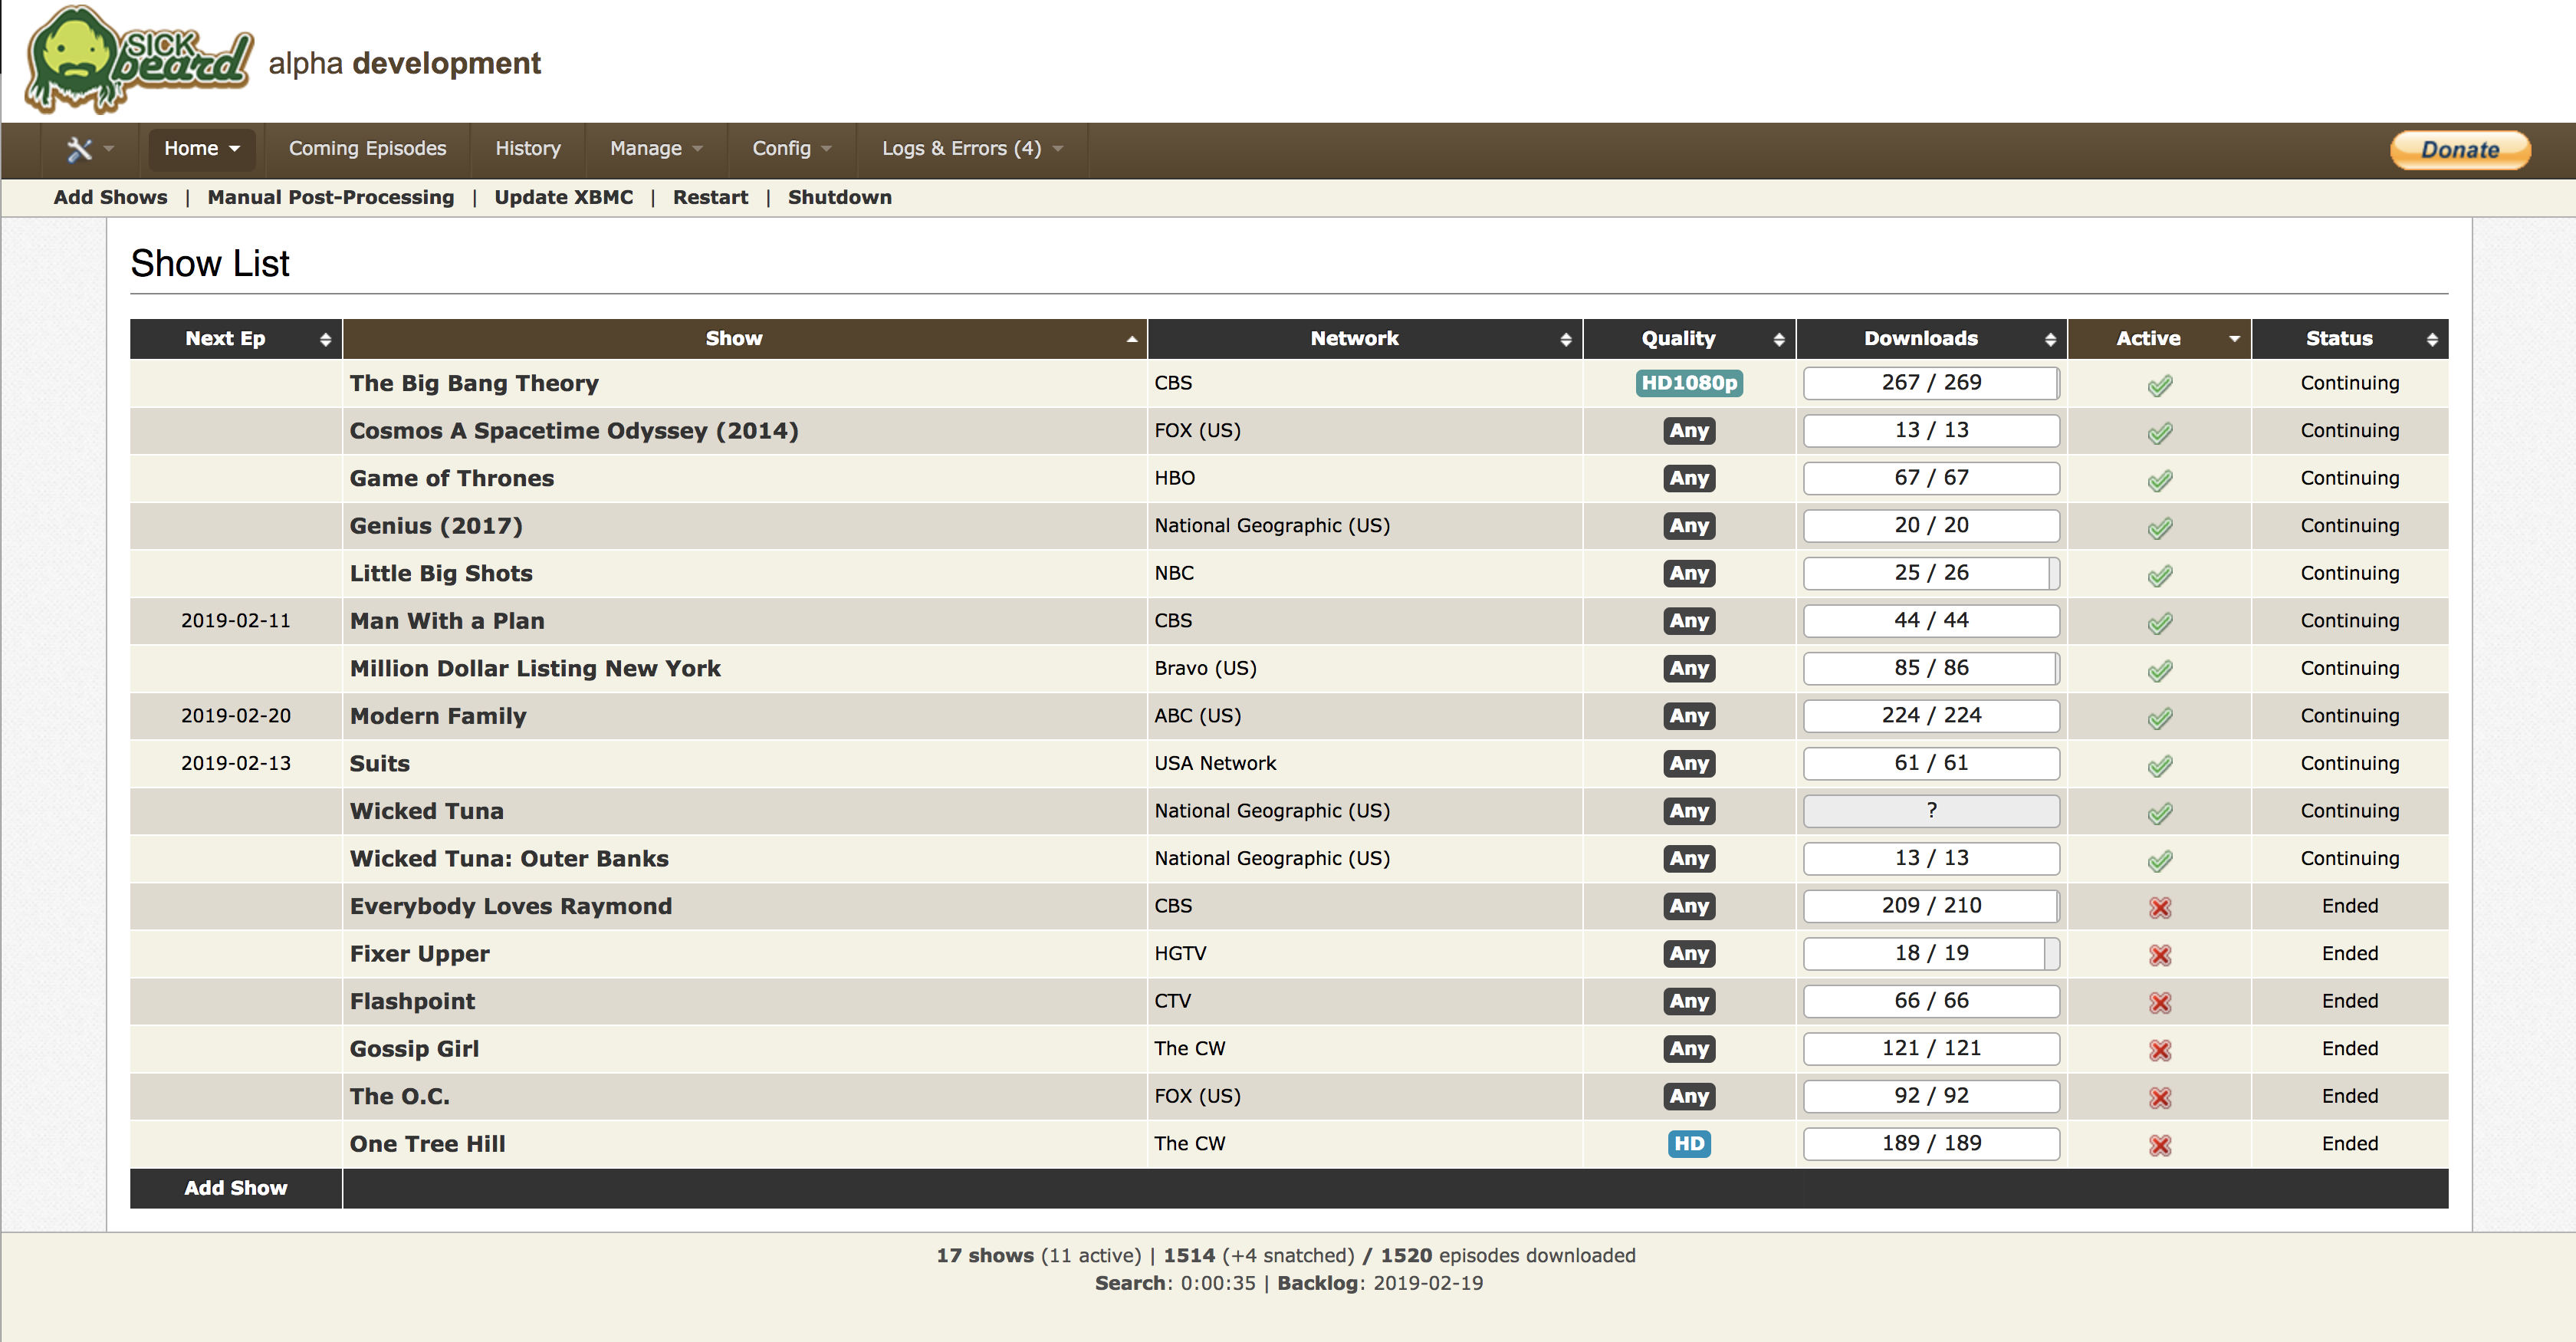 SICK beard alpha development
Home Coming Episodes History Manage Config Logs & Errors (4) Donate
Add Shows | Manual Post-Processing | Update XBMC | Restart | Shutdown
Show List
Next Ep Show Network Quality Downloads Active Status
The Big Bang Theory CBS HD1080p 267 / 269 Continuing
Cosmos A Spacetime Odyssey (2014) FOX (US) Any 13 / 13 Continuing
Game of Thrones HBO Any 67 / 67 Continuing
Genius (2017) National Geographic (US) Any 20 / 20 Continuing
Little Big Shots NBC Any 25 / 26 Continuing
2019-02-11 Man With a Plan CBS Any 44 / 44 Continuing
Million Dollar Listing New York Bravo (US) Any 85 / 86 Continuing
2019-02-20 Modern Family ABC (US) Any 224 / 224 Continuing
2019-02-13 Suits USA Network Any 61 / 61 Continuing
Wicked Tuna National Geographic (US) Any ? Continuing
Wicked Tuna: Outer Banks National Geographic (US) Any 13 / 13 Continuing
Everybody Loves Raymond CBS Any 209 / 210 Ended
Fixer Upper HGTV Any 18 / 19 Ended
Flashpoint CTV Any 66 / 66 Ended
Gossip Girl The CW Any 121 / 121 Ended
The O.C. FOX (US) Any 92 / 92 Ended
One Tree Hill The CW HD 189 / 189 Ended
Add Show
17 shows (11 active) | 1514 (+4 snatched) / 1520 episodes downloaded
Search: 0:00:35 | Backlog: 2019-02-19